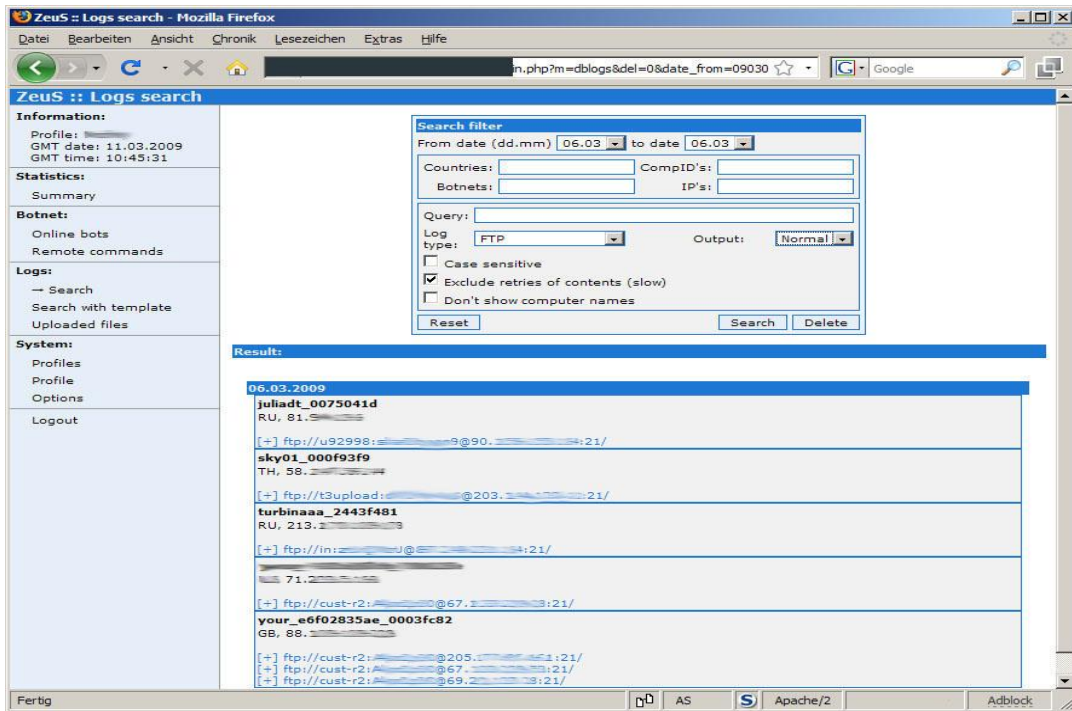 ZeuS :: Logs search - Mozilla Firefox
Datei Bearbeiten Ansicht Chronik Lesezeichen Extras Hilfe
in.php?m=dblogs&del=0&date_from=09030
G Google
ZeuS :: Logs search
Information:
Profile:
GMT date: 11.03.2009
GMT time: 10:45:31
Statistics:
Summary
Botnet:
Online bots
Remote commands
Logs:
→ Search
Search with template
Uploaded files
System:
Profiles
Profile
Options
Logout
Search filter
From date (dd.mm) 06.03 to date 06.03
Countries: CompID's:
Botnets: IP's:
Query:
Log type: FTP Output: Normal
Case sensitive
Exclude retries of contents (slow)
Don't show computer names
Reset Search Delete
Result:
06.03.2009
juliadt_0075041d
RU, 81.
[+] ftp://u92998: 9@90. :21/
sky01_000f93f9
TH, 58.
[+] ftp://t3upload: @203. :21/
turbinaaa_2443f481
RU, 213.
[+] ftp://in: @ :21/
71.
[+] ftp://cust-r2: @67. :21/
your_e6f02835ae_0003fc82
GB, 88.
[+] ftp://cust-r2: @205. :21/
[+] ftp://cust-r2: @67. :21/
[+] ftp://cust-r2: @69. :21/
Fertig AS S Apache/2 Adblock